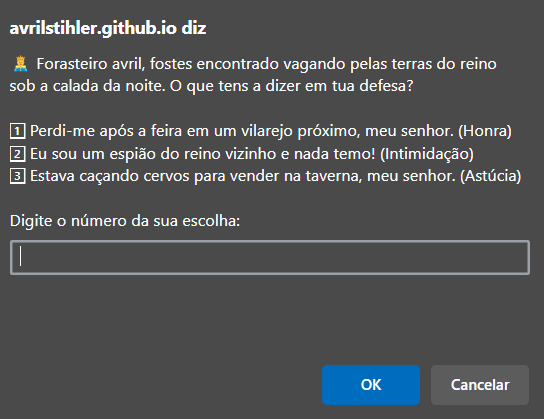 avrilstihler.github.io diz
🤴 Forasteiro avril, fostes encontrado vagando pelas terras do reino
sob a calada da noite. O que tens a dizer em tua defesa?
1️⃣ Perdi-me após a feira em um vilarejo próximo, meu senhor. (Honra)
2️⃣ Eu sou um espião do reino vizinho e nada temo! (Intimidação)
3️⃣ Estava caçando cervos para vender na taverna, meu senhor. (Astúcia)
Digite o número da sua escolha:
OK
Cancelar